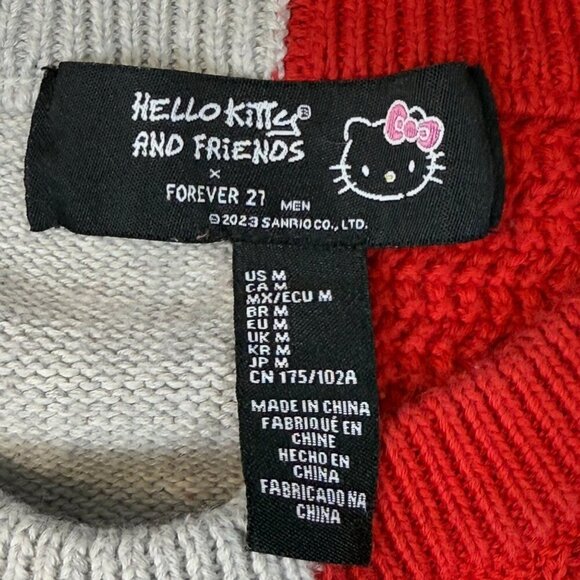 HELLO KITTY®
AND FRIENDS
x
FOREVER 21 MEN
©2023 SANRIO CO., LTD.
US M
CA M
MX/ECU M
BR M
EU M
UK M
KR M
JP M
CN 175/102A
MADE IN CHINA
FABRIQUÉ EN
CHINE
HECHO EN
CHINA
FABRICADO NA
CHINA